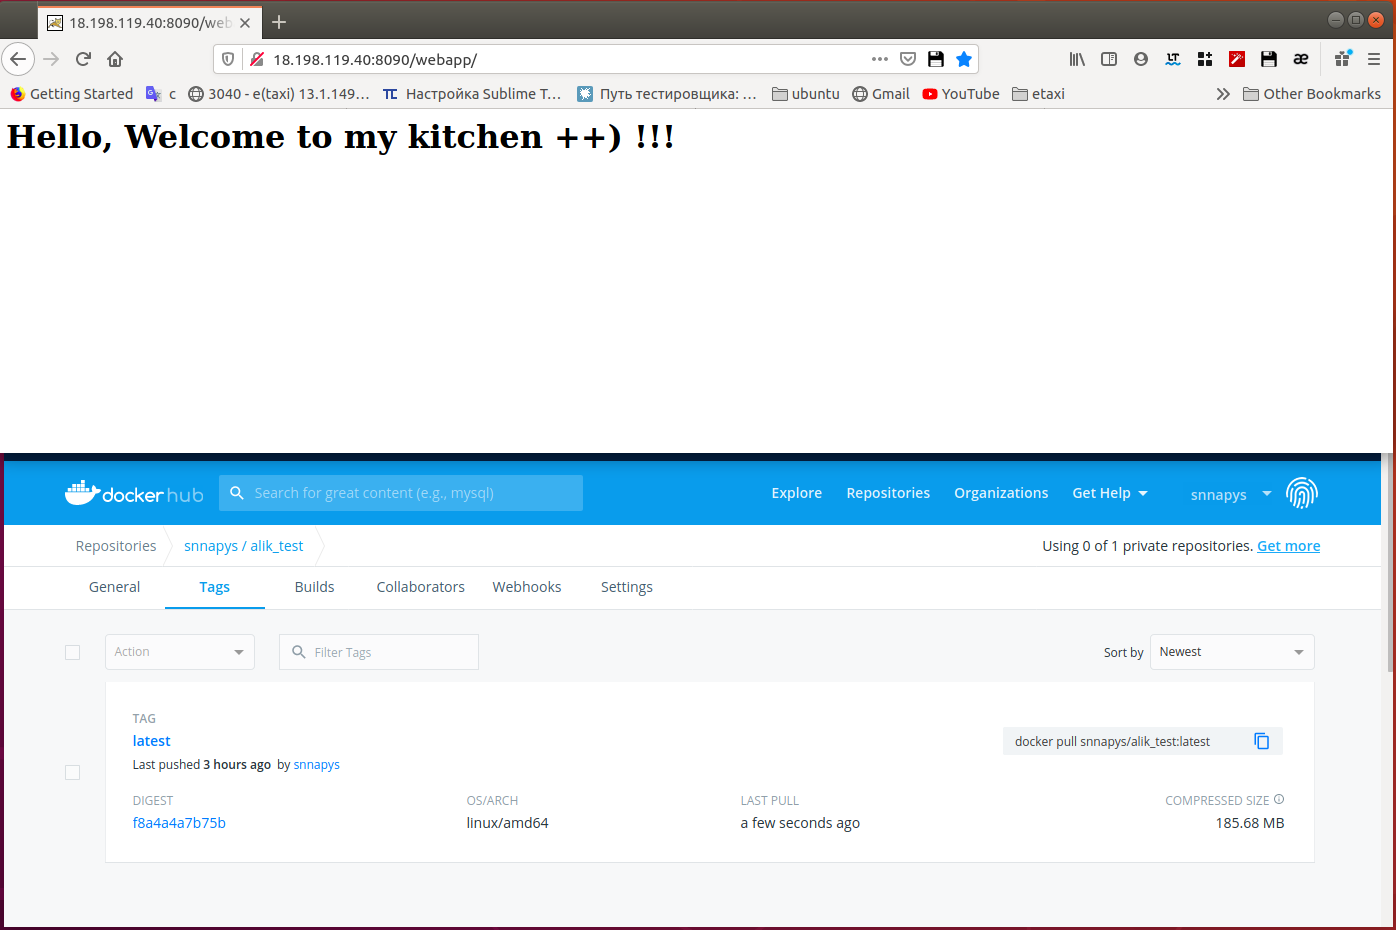 18.198.119.40:8090/web
18.198.119.40:8090/webapp/
Getting Started
c
3040 - e(taxi) 13.1.149…
Настройка Sublime T…
Путь тестировщика: …
ubuntu
Gmail
YouTube
etaxi
Other Bookmarks
Hello, Welcome to my kitchen ++) !!!
docker hub
Search for great content (e.g., mysql)
Explore
Repositories
Organizations
Get Help
snnapys
Repositories
snnapys / alik_test
Using 0 of 1 private repositories. Get more
General
Tags
Builds
Collaborators
Webhooks
Settings
Action
Filter Tags
Sort by
Newest
TAG
latest
docker pull snnapys/alik_test:latest
Last pushed 3 hours ago by snnapys
DIGEST
OS/ARCH
LAST PULL
COMPRESSED SIZE
f8a4a4a7b75b
linux/amd64
a few seconds ago
185.68 MB